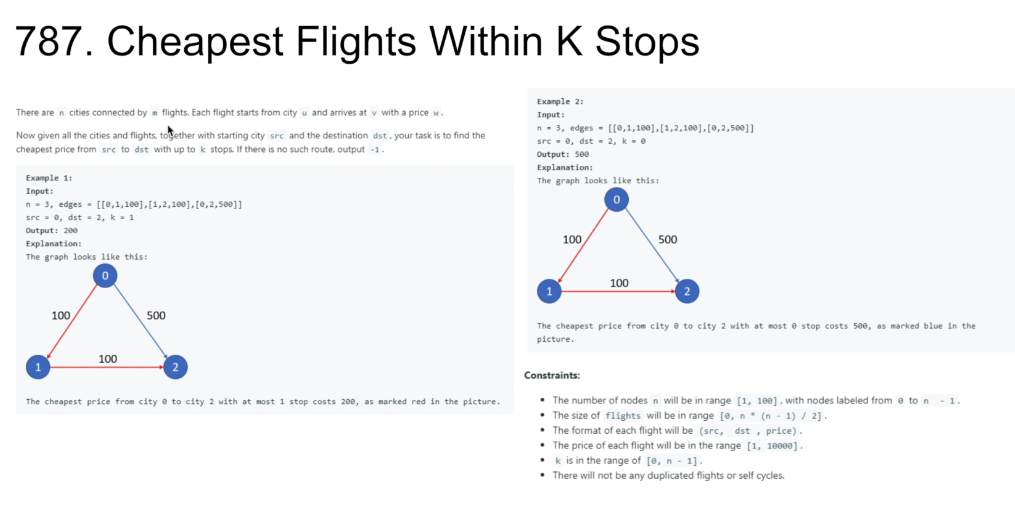 787. Cheapest Flights Within K Stops
There are n cities connected by m flights. Each flight starts from city u and arrives at v with a price w.
Now given all the cities and flights, together with starting city src and the destination dst, your task is to find the
cheapest price from src to dst with up to k stops. If there is no such route, output -1.
Example 1:
Input:
n = 3, edges = [[0,1,100],[1,2,100],[0,2,500]]
src = 0, dst = 2, k = 1
Output: 200
Explanation:
The graph looks like this:
0
100
500
100
1
2
The cheapest price from city 0 to city 2 with at most 1 stop costs 200, as marked red in the picture.
Example 2:
Input:
n = 3, edges = [[0,1,100],[1,2,100],[0,2,500]]
src = 0, dst = 2, k = 0
Output: 500
Explanation:
The graph looks like this:
0
100
500
100
1
2
The cheapest price from city 0 to city 2 with at most 0 stop costs 500, as marked blue in the
picture.
Constraints:
• The number of nodes n will be in range [1, 100], with nodes labeled from 0 to n - 1.
• The size of flights will be in range [0, n * (n - 1) / 2].
• The format of each flight will be (src, dst, price).
• The price of each flight will be in the range [1, 10000].
• k is in the range of [0, n - 1].
• There will not be any duplicated flights or self cycles.